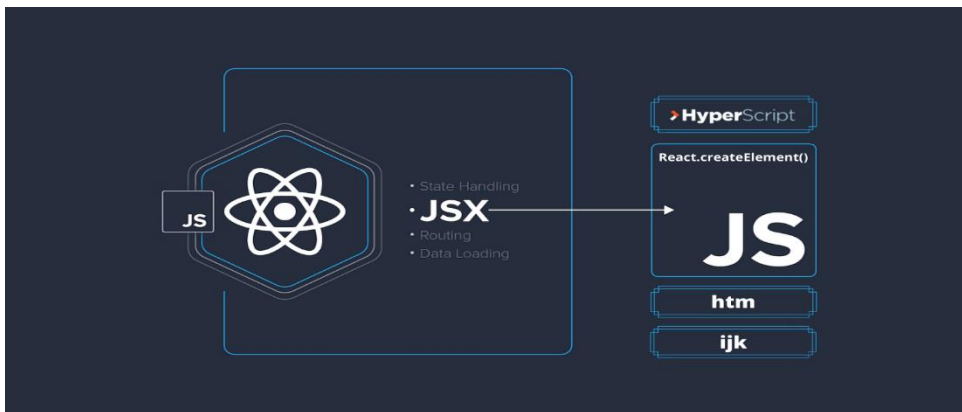 JS
• State Handling
• JSX
• Routing
• Data Loading
HyperScript
React.createElement()
JS
htm
ijk